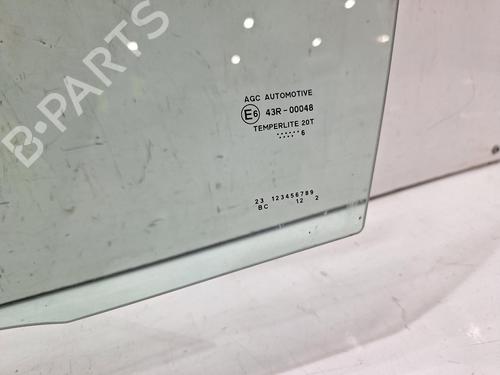 B-PARTS
AGC AUTOMOTIVE
E6 43R-00048
TEMPERLITE 20T
......6
23 123456789
BC 12 2